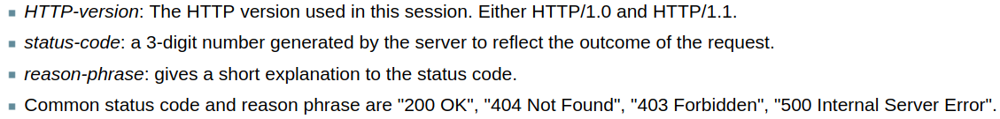 HTTP-version: The HTTP version used in this session. Either HTTP/1.0 and HTTP/1.1.
status-code: a 3-digit number generated by the server to reflect the outcome of the request.
reason-phrase: gives a short explanation to the status code.
Common status code and reason phrase are "200 OK", "404 Not Found", "403 Forbidden", "500 Internal Server Error".